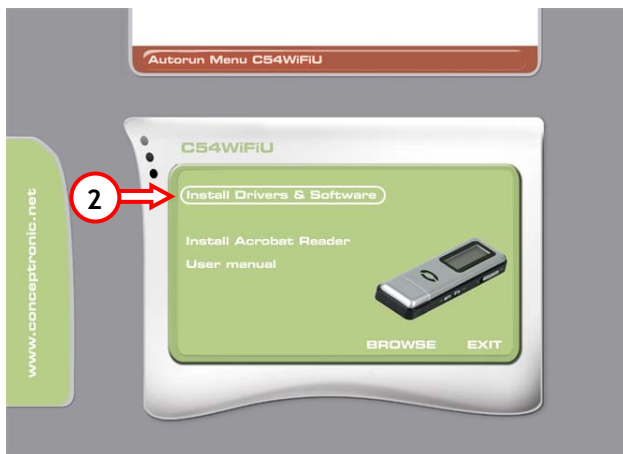 Autorun Menu C54WiFiU
C54WiFiU
2
Install Drivers & Software
Install Acrobat Reader
User manual
BROWSE EXIT
www.conceptronic.net